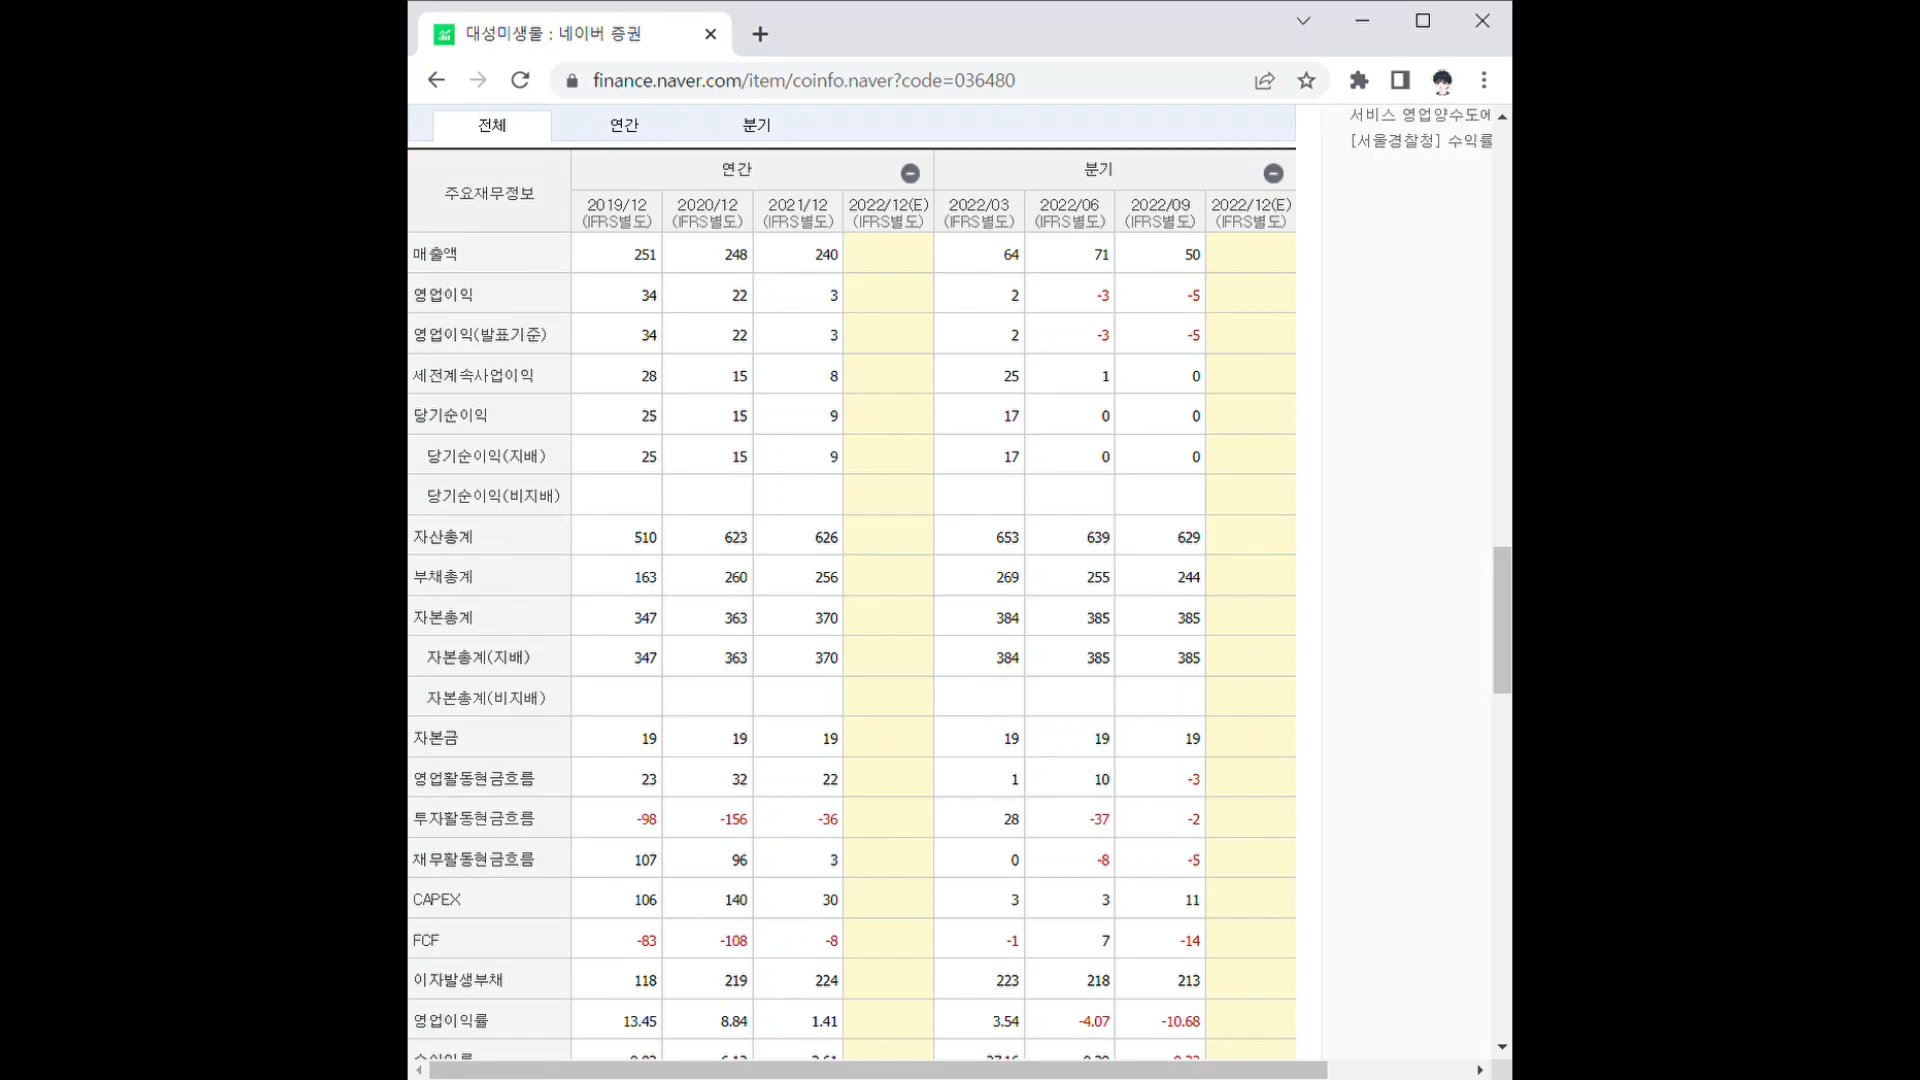 대성미생물 : 네이버 증권
finance.naver.com/item/coinfo.naver?code=036480
서비스 영업양수도에
[서울경찰청] 수익률
전체 연간 분기
주요재무정보 연간 분기
2019/12 2020/12 2021/12 2022/12(E) 2022/03 2022/06 2022/09 2022/12(E)
(IFRS별도) (IFRS별도) (IFRS별도) (IFRS별도) (IFRS별도) (IFRS별도) (IFRS별도) (IFRS별도)
매출액 251 248 240 64 71 50
영업이익 34 22 3 2 -3 -5
영업이익(발표기준) 34 22 3 2 -3 -5
세전계속사업이익 28 15 8 25 1 0
당기순이익 25 15 9 17 0 0
당기순이익(지배) 25 15 9 17 0 0
당기순이익(비지배)
자산총계 510 623 626 653 639 629
부채총계 163 260 256 269 255 244
자본총계 347 363 370 384 385 385
자본총계(지배) 347 363 370 384 385 385
자본총계(비지배)
자본금 19 19 19 19 19 19
영업활동현금흐름 23 32 22 1 10 -3
투자활동현금흐름 -98 -156 -36 28 -37 -2
재무활동현금흐름 107 96 3 0 -8 -5
CAPEX 106 140 30 3 3 11
FCF -83 -108 -8 -1 7 -14
이자발생부채 118 219 224 223 218 213
영업이익률 13.45 8.84 1.41 3.54 -4.07 -10.68